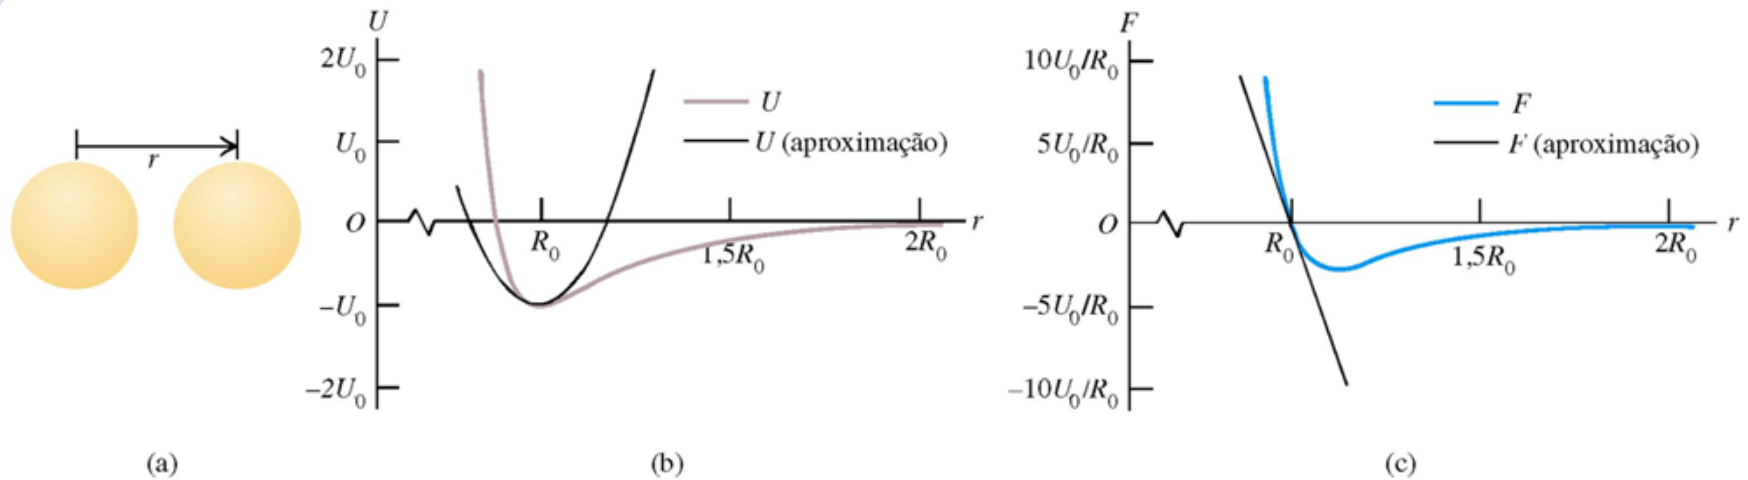 r
(a)
U
2U₀
U₀
O
−U₀
−2U₀
R₀
1,5R₀
2R₀
r
U
U (aproximação)
(b)
F
10U₀/R₀
5U₀/R₀
O
−5U₀/R₀
−10U₀/R₀
R₀
1,5R₀
2R₀
r
F
F (aproximação)
(c)